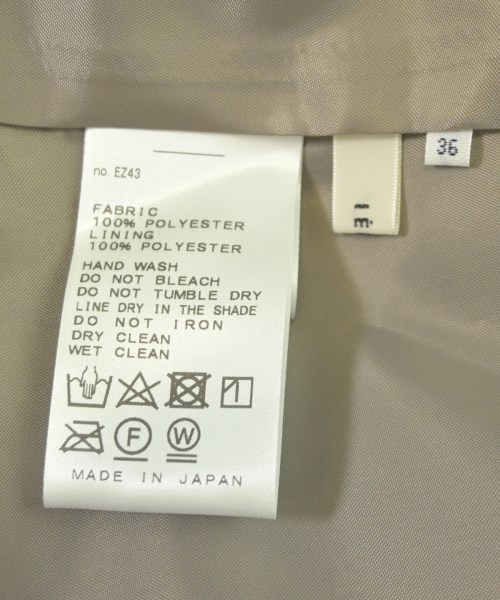 no. EZ43
FABRIC
100% POLYESTER
LINING
100% POLYESTER
HAND WASH
DO NOT BLEACH
DO NOT TUMBLE DRY
LINE DRY IN THE SHADE
DO NOT IRON
DRY CLEAN
WET CLEAN
F W
MADE IN JAPAN
36